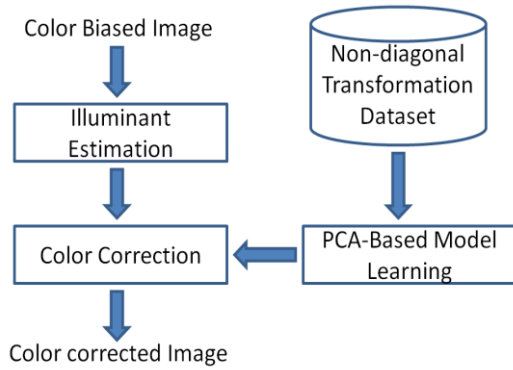 Color Biased Image
Non-diagonal
Transformation
Dataset
Illuminant
Estimation
Color Correction
PCA-Based Model
Learning
Color corrected Image